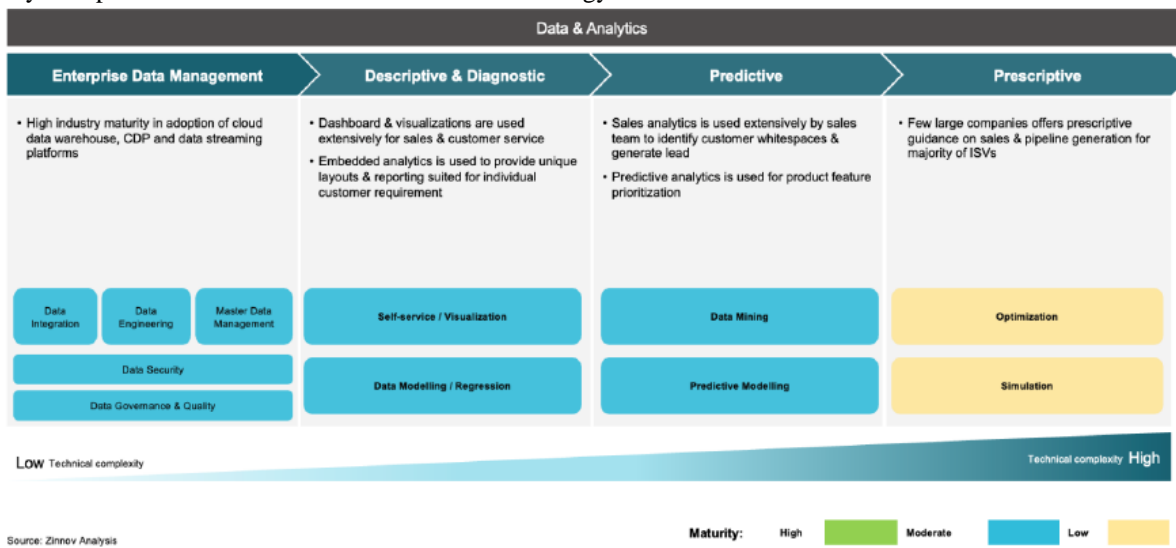 Data & Analytics
Enterprise Data Management
Descriptive & Diagnostic
Predictive
Prescriptive
• High industry maturity in adoption of cloud
data warehouse, CDP and data streaming
platforms
• Dashboard & visualizations are used
extensively for sales & customer service
• Embedded analytics is used to provide unique
layouts & reporting suited for individual
customer requirement
• Sales analytics is used extensively by sales
team to identify customer whitespaces &
generate lead
• Predictive analytics is used for product feature
prioritization
• Few large companies offers prescriptive
guidance on sales & pipeline generation for
majority of ISVs
Data
Integration
Data
Engineering
Master Data
Management
Data Security
Data Governance & Quality
Self-service / Visualization
Data Modelling / Regression
Data Mining
Predictive Modelling
Optimization
Simulation
Low Technical complexity
Technical complexity High
Source: Zinnov Analysis
Maturity: High Moderate Low